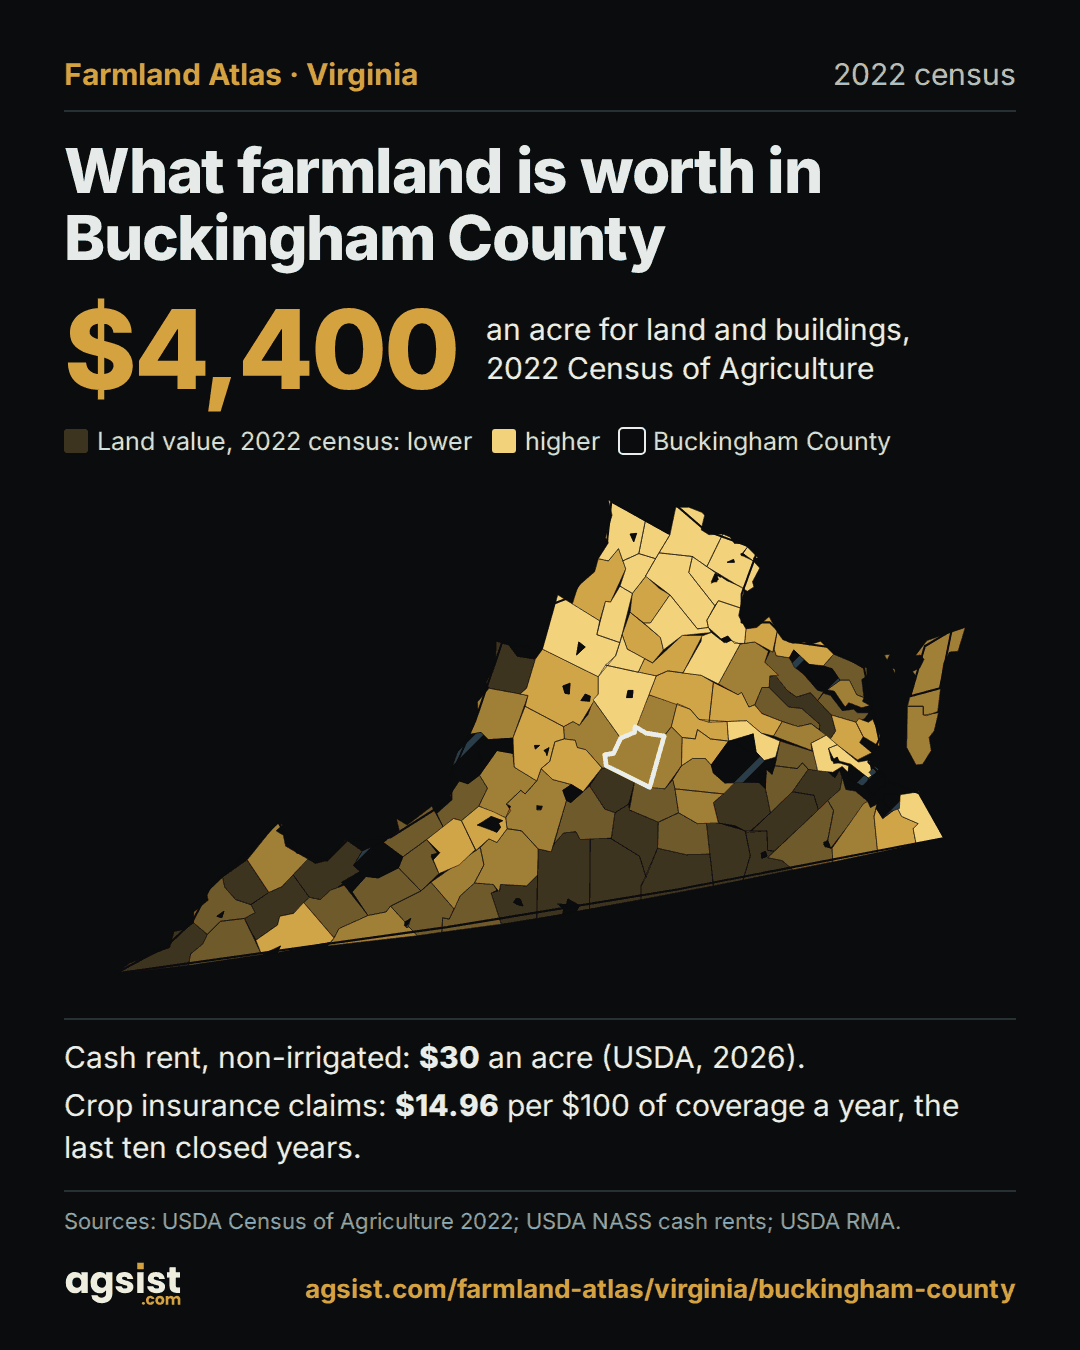 Farmland Atlas · Virginia
2022 census
What farmland is worth in
Buckingham County
$4,400
an acre for land and buildings,
2022 Census of Agriculture
Land value, 2022 census: lower
higher
Buckingham County
Cash rent, non-irrigated: $30 an acre (USDA, 2026).
Crop insurance claims: $14.96 per $100 of coverage a year, the
last ten closed years.
Sources: USDA Census of Agriculture 2022; USDA NASS cash rents; USDA RMA.
agsist
.com
agsist.com/farmland-atlas/virginia/buckingham-county